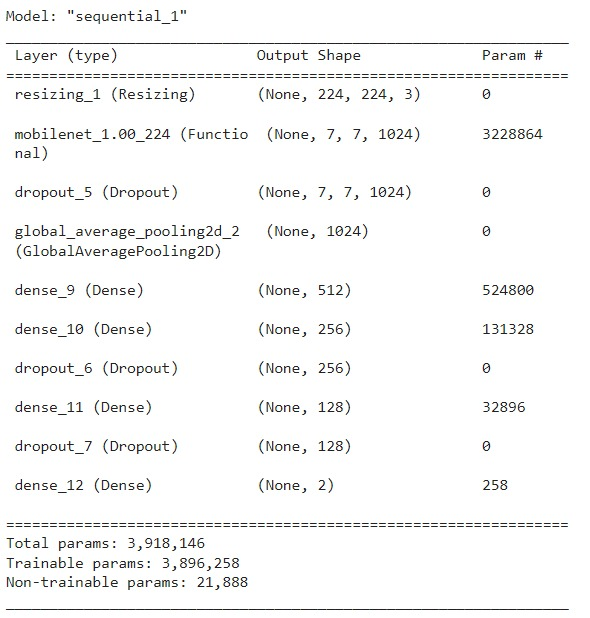 Model: "sequential_1"
Layer (type) Output Shape Param #
resizing_1 (Resizing) (None, 224, 224, 3) 0
mobilenet_1.00_224 (Functio (None, 7, 7, 1024) 3228864
nal)
dropout_5 (Dropout) (None, 7, 7, 1024) 0
global_average_pooling2d_2 (None, 1024) 0
(GlobalAveragePooling2D)
dense_9 (Dense) (None, 512) 524800
dense_10 (Dense) (None, 256) 131328
dropout_6 (Dropout) (None, 256) 0
dense_11 (Dense) (None, 128) 32896
dropout_7 (Dropout) (None, 128) 0
dense_12 (Dense) (None, 2) 258
Total params: 3,918,146
Trainable params: 3,896,258
Non-trainable params: 21,888